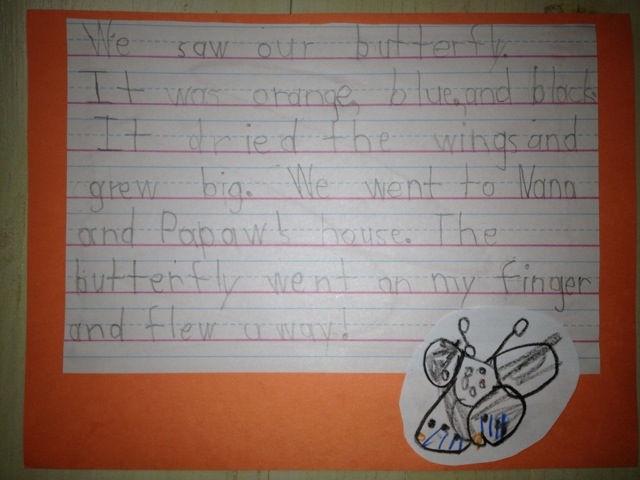 We saw our butterfly.
It was orange, blue, and black
It dried the wings and
grew big. We went to Nana
and Papaw's house. The
butterfly went on my finger
and flew away!